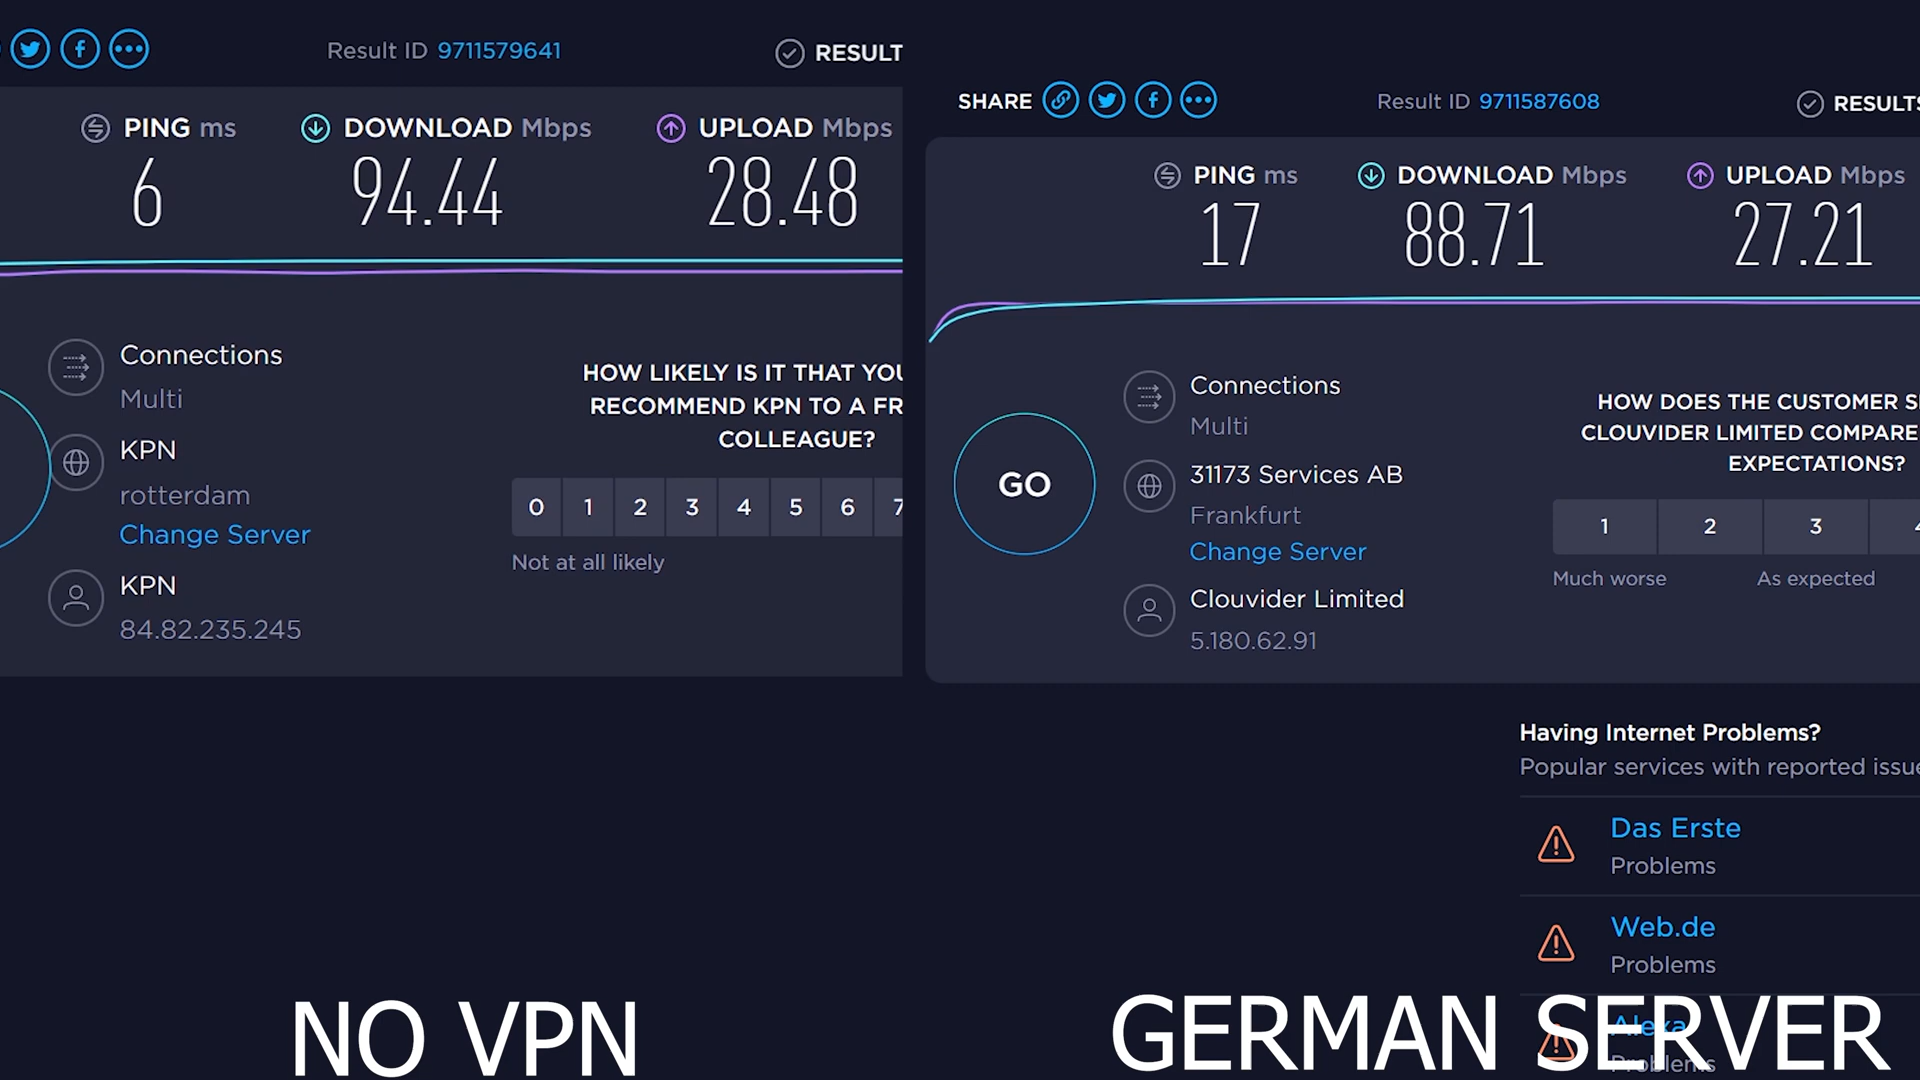 Result ID 9711579641
RESULT
PING ms
DOWNLOAD Mbps
UPLOAD Mbps
6
94.44
28.48
Connections
Multi
KPN
rotterdam
Change Server
KPN
84.82.235.245
HOW LIKELY IS IT THAT YOU
RECOMMEND KPN TO A FR
COLLEAGUE?
0 1 2 3 4 5 6 7
Not at all likely
NO VPN
SHARE
Result ID 9711587608
RESULTS
PING ms
DOWNLOAD Mbps
UPLOAD Mbps
17
88.71
27.21
GO
Connections
Multi
31173 Services AB
Frankfurt
Change Server
Clouvider Limited
5.180.62.91
HOW DOES THE CUSTOMER S
CLOUVIDER LIMITED COMPARE
EXPECTATIONS?
1 2 3 4
Much worse
As expected
Having Internet Problems?
Popular services with reported issue
Das Erste
Problems
Web.de
Problems
Alexa
Problems
GERMAN SERVER